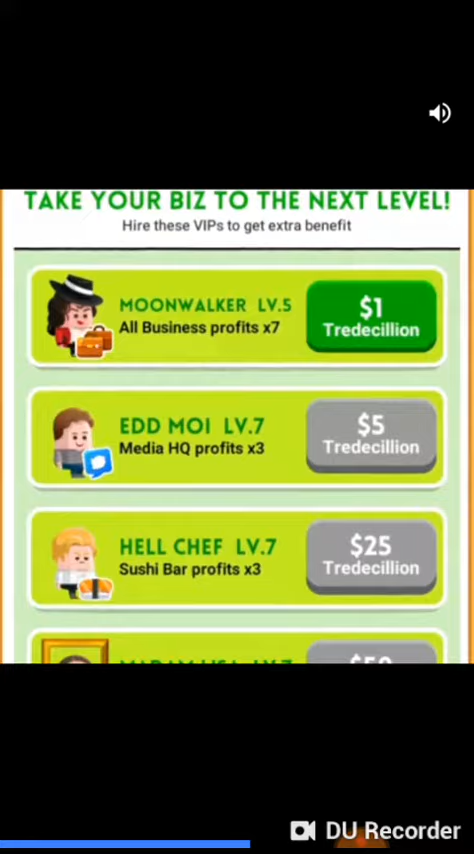 TAKE YOUR BIZ TO THE NEXT LEVEL!
Hire these VIPs to get extra benefit
MOONWALKER LV.5
All Business profits x7
$1
Tredecillion
EDD MOI LV.7
Media HQ profits x3
$5
Tredecillion
HELL CHEF LV.7
Sushi Bar profits x3
$25
Tredecillion
LV.7
DU Recorder